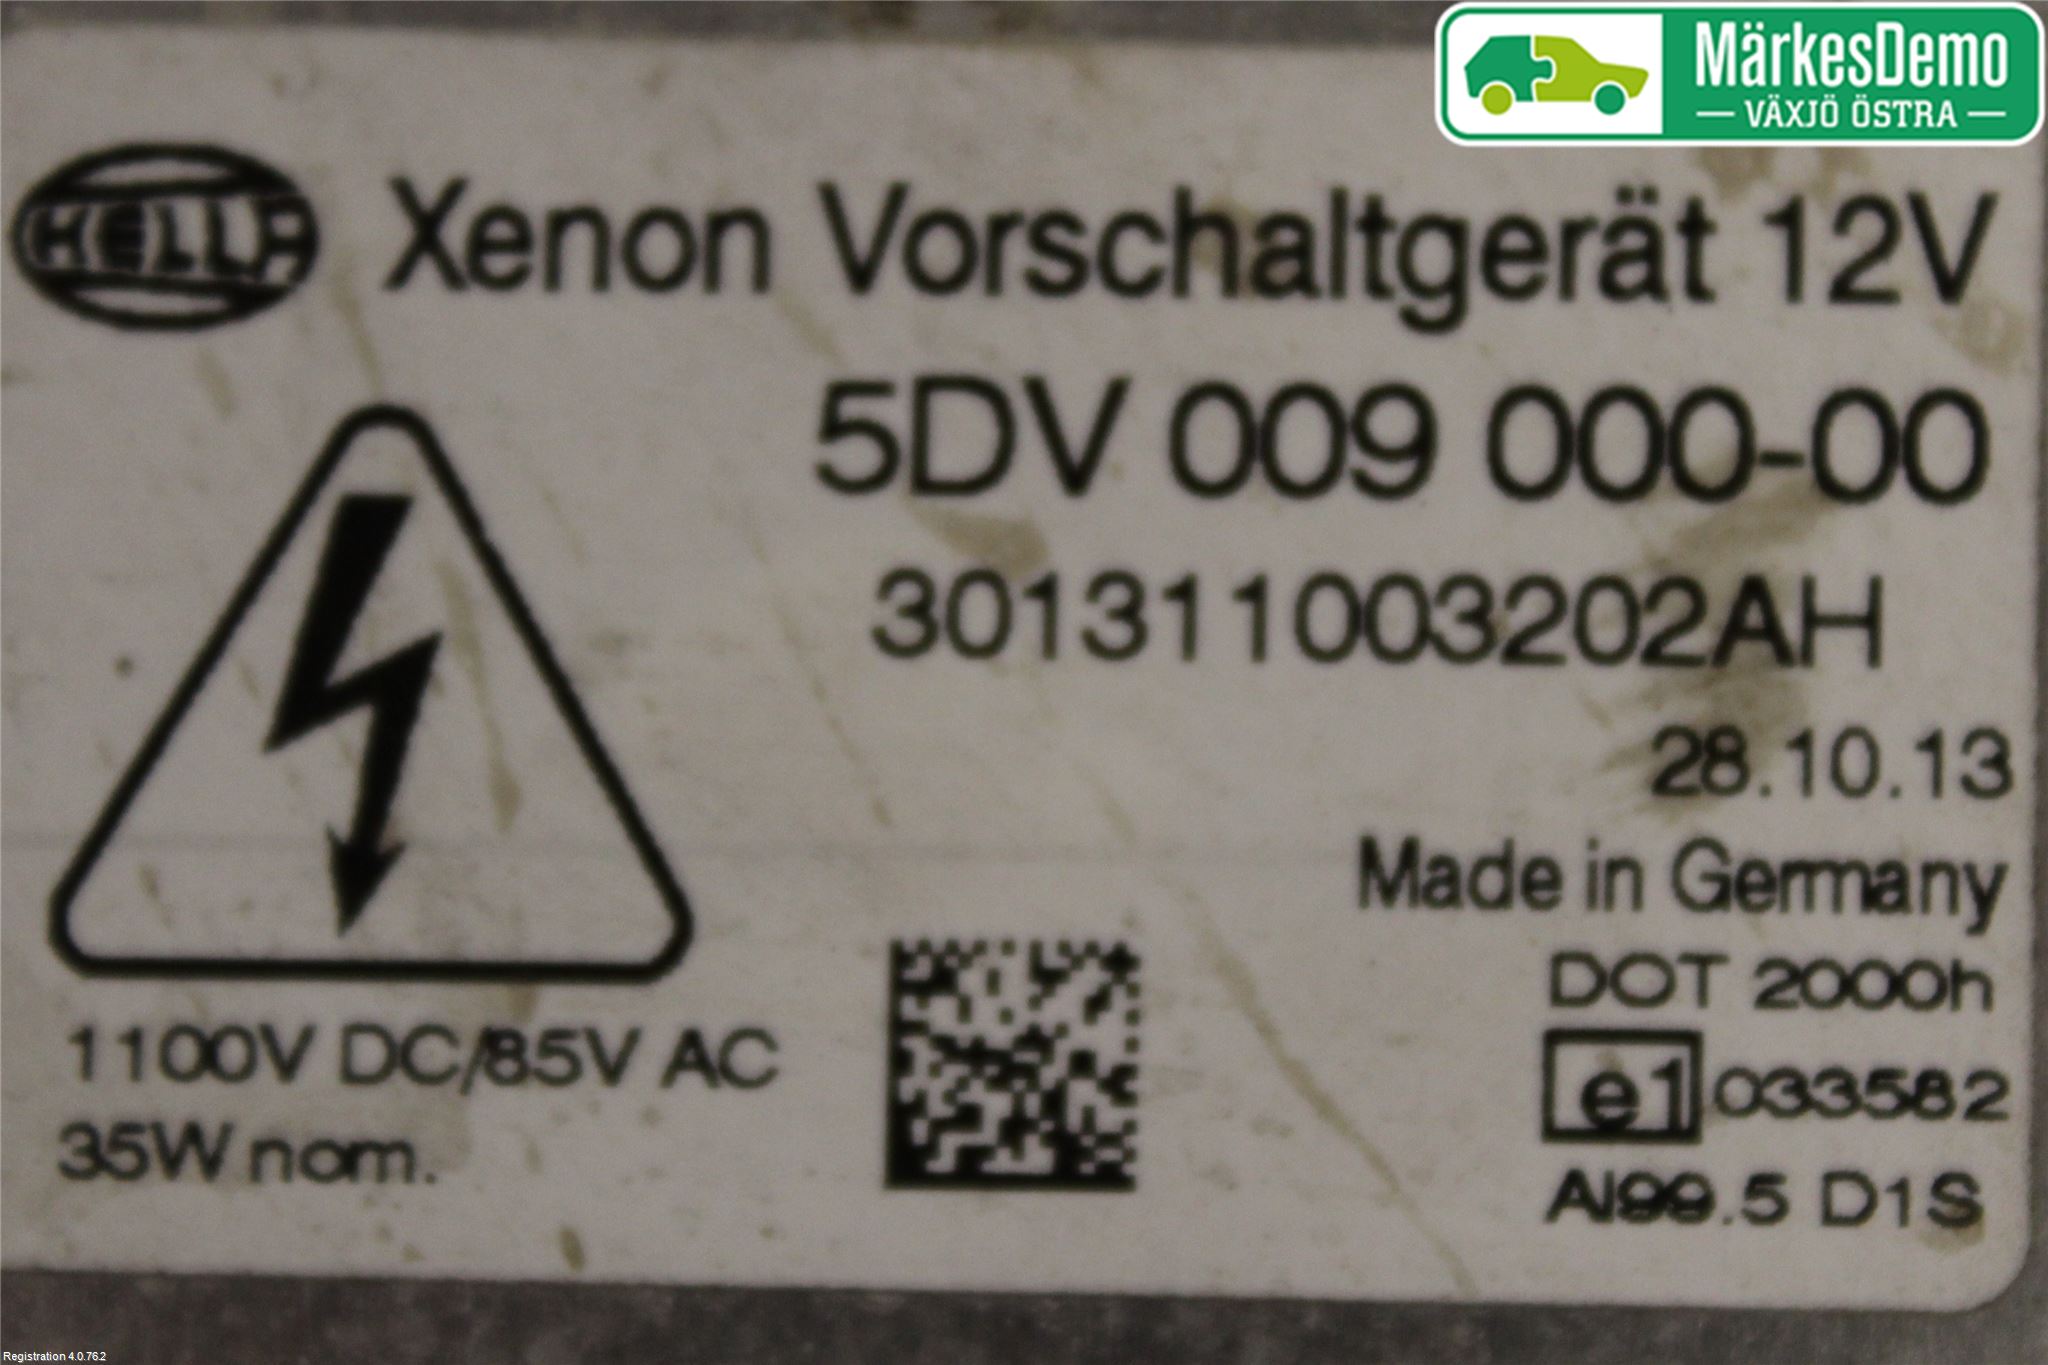 MärkesDemo
VÄXJÖ ÖSTRA
HELLA Xenon Vorschaltgerät 12V
5DV 009 000-00
301311003202AH
28.10.13
Made in Germany
DOT 2000h
e1 033582
Al99.5 D1S
1100V DC/85V AC
35W nom.
Registration 4.0.76.2